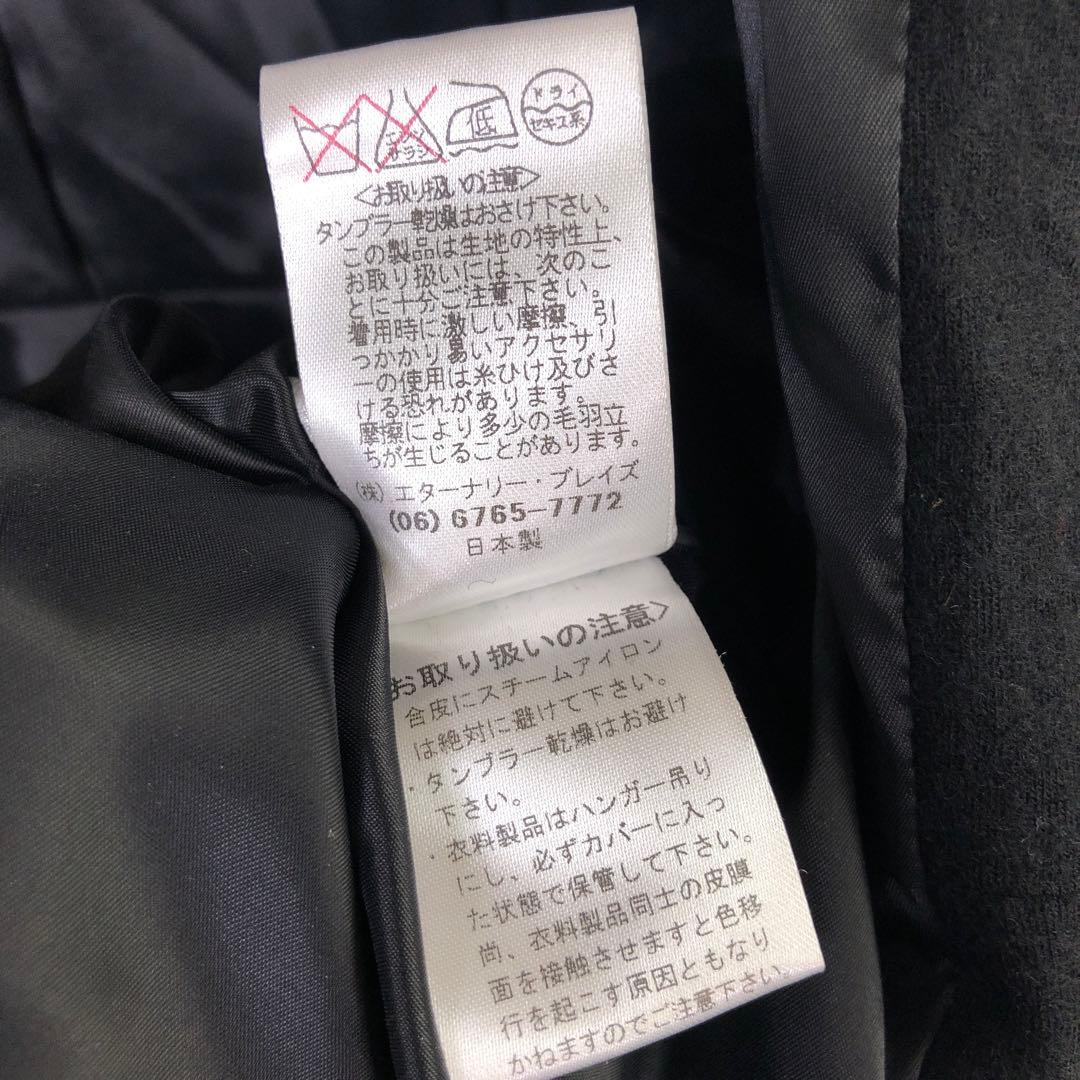 エンソ
サラシ
低
ドライ
セキユ系
<お取り扱いの注意>
タンブラー乾燥はおさけ下さい。
この製品は生地の特性上、
お取り扱いには、次のこ
とに十分ご注意下さい。
着用時に激しい摩擦、引
っかかり易いアクセサリ
ーの使用は糸ひけ及びさ
ける恐れがあります。
摩擦により多少の毛羽立
ちが生じることがあります。
(株)エターナリー・ブレイズ
(06) 6765-7772
日本製
お取り扱いの注意>
合皮にスチームアイロン
は絶対に避けて下さい。
・タンブラー乾燥はお避け
下さい。
・衣料製品はハンガー吊り
にし、必ずカバーに入っ
た状態で保管して下さい。
尚、衣料製品同士の皮膜
面を接触させますと色移
行を起こす原因ともなり
かねますのでご注意下さい。